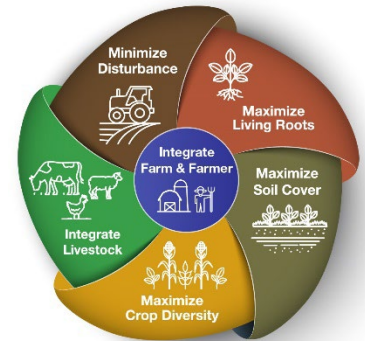 Minimize
Disturbance
Maximize
Living Roots
Maximize
Soil Cover
Maximize
Crop Diversity
Integrate
Livestock
Integrate
Farm & Farmer